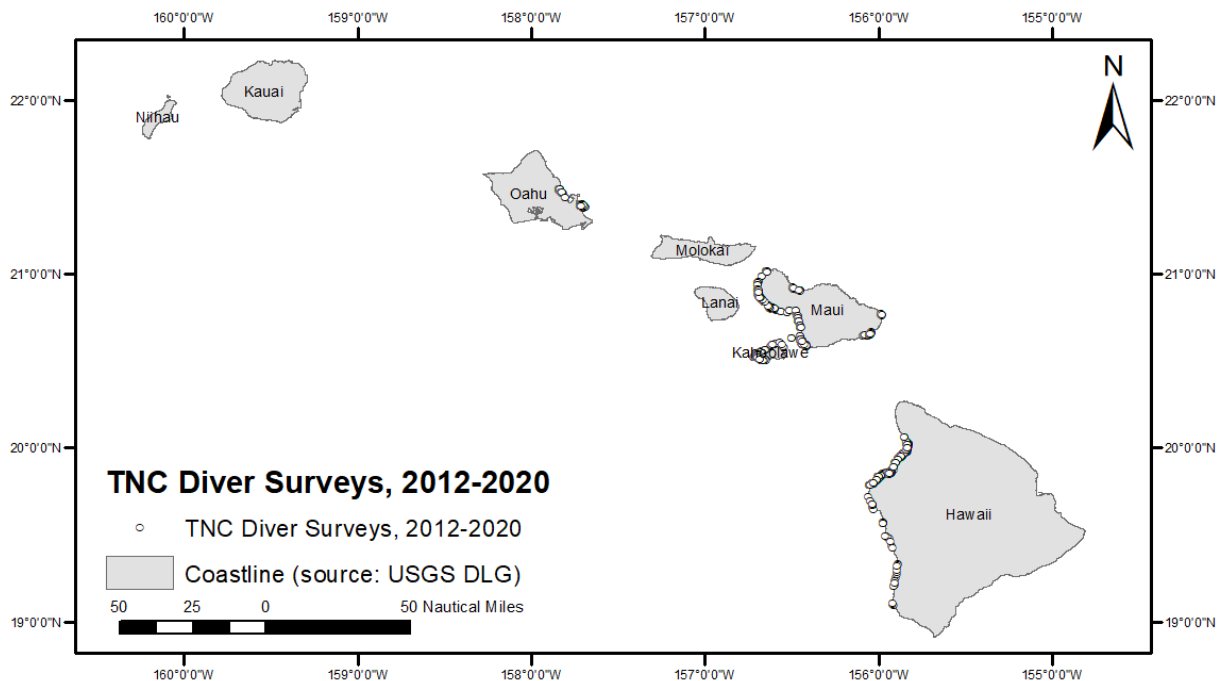 160°0'0"W 159°0'0"W 158°0'0"W 157°0'0"W 156°0'0"W 155°0'0"W
N
22°0'0"N 22°0'0"N
Kauai
Niihau
Oahu
Molokai
21°0'0"N 21°0'0"N
Lanai
Maui
Kahoolawe
20°0'0"N 20°0'0"N
TNC Diver Surveys, 2012-2020
TNC Diver Surveys, 2012-2020
Hawaii
Coastline (source: USGS DLG)
50 25 0 50 Nautical Miles
19°0'0"N 19°0'0"N
160°0'0"W 159°0'0"W 158°0'0"W 157°0'0"W 156°0'0"W 155°0'0"W